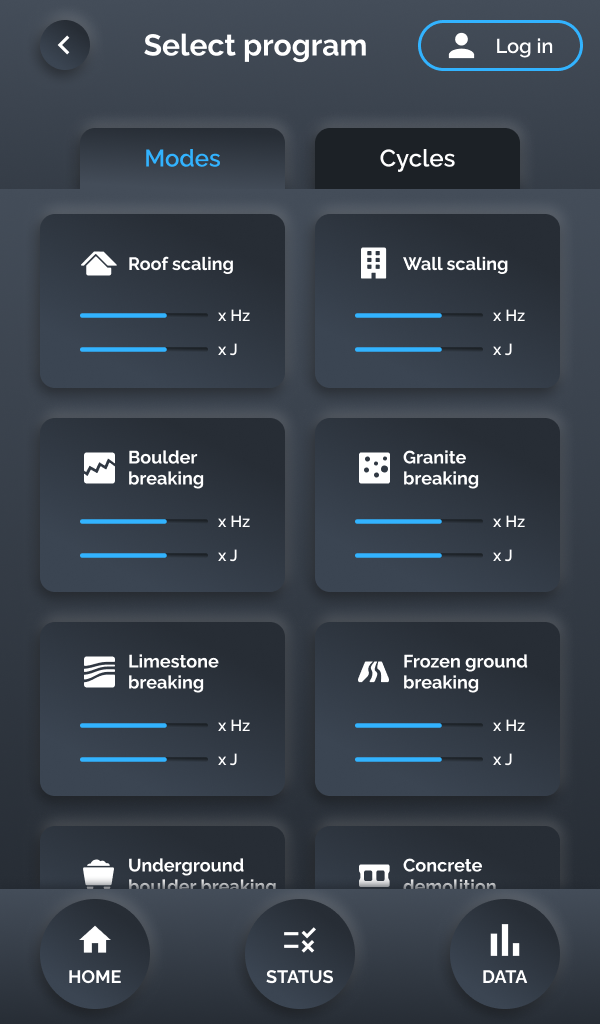 Select program
Log in
Modes
Cycles
Roof scaling
x Hz
x J
Wall scaling
x Hz
x J
Boulder
breaking
x Hz
x J
Granite
breaking
x Hz
x J
Limestone
breaking
x Hz
x J
Frozen ground
breaking
x Hz
x J
Underground
boulder breaking
Concrete
demolition
HOME
STATUS
DATA